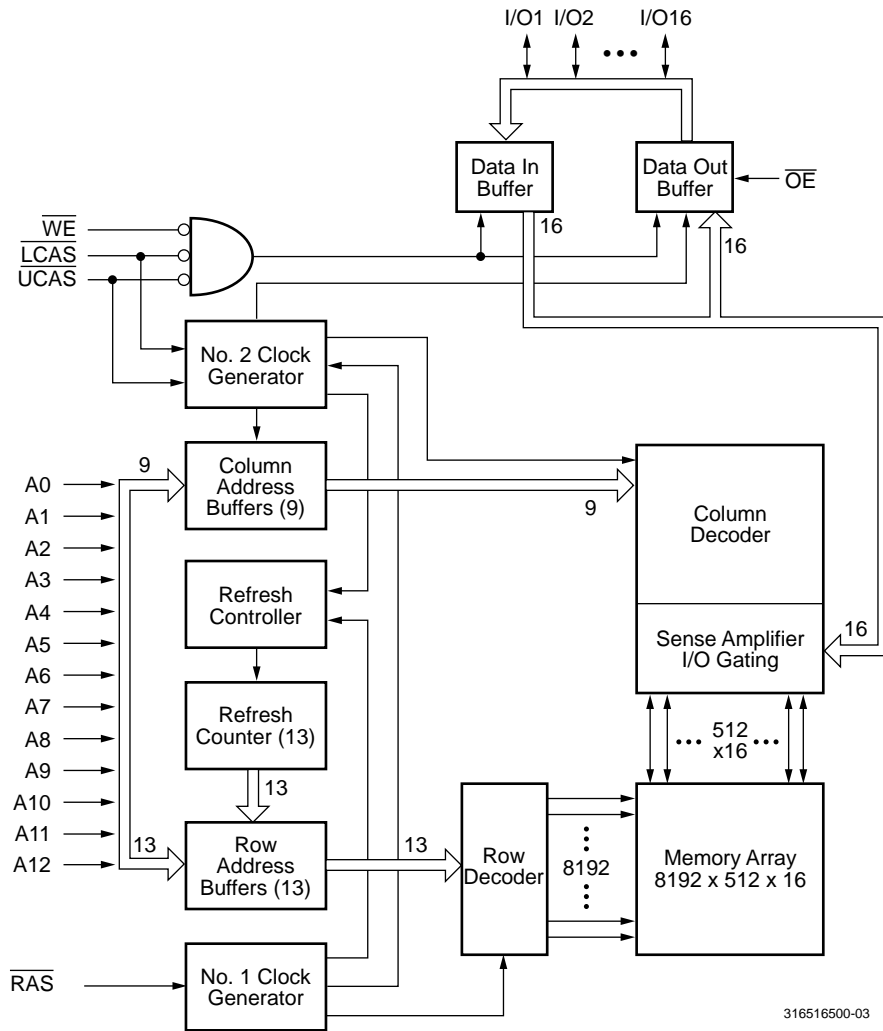 I/O1 I/O2 ••• I/O16
Data In
Buffer
Data Out
Buffer
OE
WE
LCAS
UCAS
16
16
No. 2 Clock
Generator
9
Column
Address
Buffers (9)
9
Column
Decoder
A0
A1
A2
A3
A4
A5
A6
A7
A8
A9
A10
A11
A12
Refresh
Controller
Sense Amplifier
I/O Gating
16
Refresh
Counter (13)
••• 512 •••
x16
13
13
Row
Address
Buffers (13)
13
Row
Decoder
8192
Memory Array
8192 x 512 x 16
RAS
No. 1 Clock
Generator
316516500-03